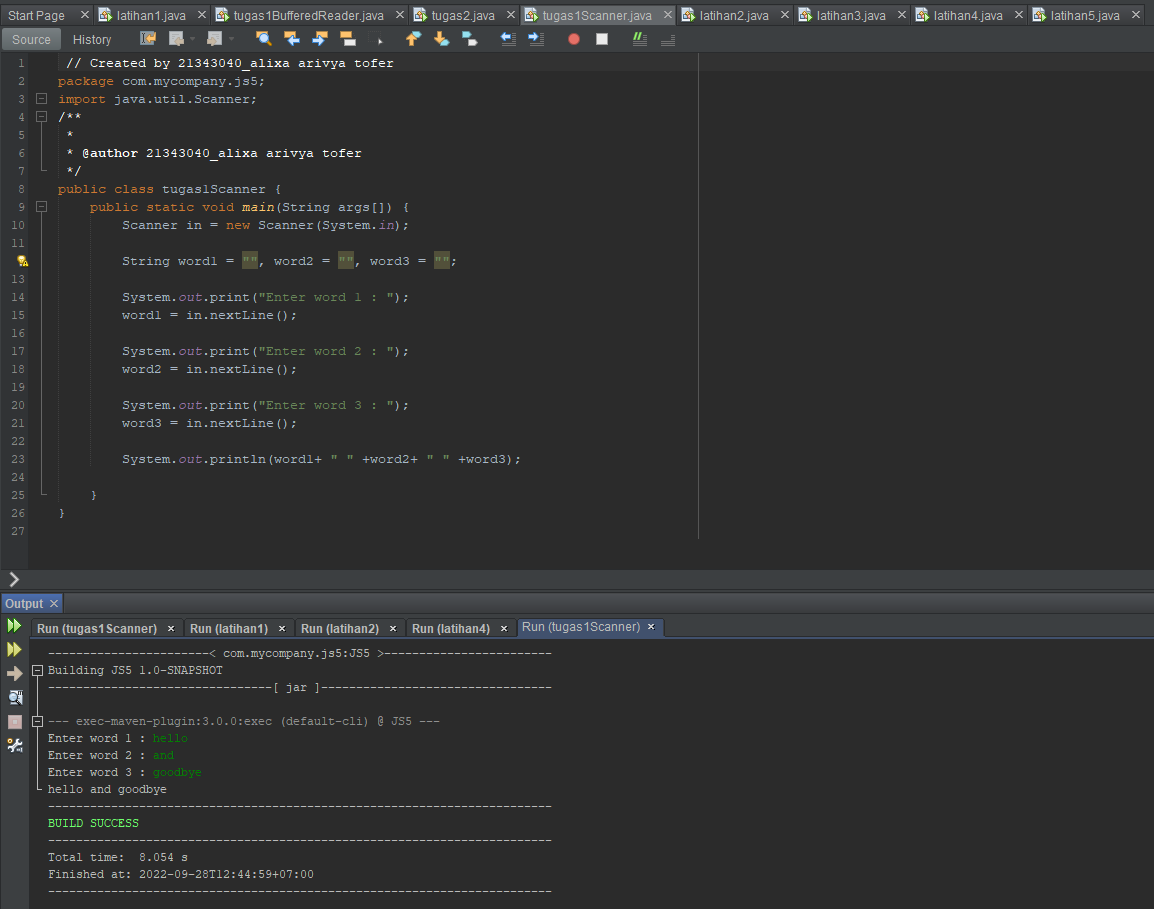 Start Page latihan1.java tugas1BufferedReader.java tugas2.java tugas1Scanner.java latihan2.java latihan3.java latihan4.java latihan5.java
Source History
1 // Created by 21343040_alixa arivya tofer
2 package com.mycompany.js5;
3 import java.util.Scanner;
4 /**
5 *
6 * @author 21343040_alixa arivya tofer
7 */
8 public class tugas1Scanner {
9 public static void main(String args[]) {
10 Scanner in = new Scanner(System.in);
11
String word1 = "", word2 = "", word3 = "";
13
14 System.out.print("Enter word 1 : ");
15 word1 = in.nextLine();
16
17 System.out.print("Enter word 2 : ");
18 word2 = in.nextLine();
19
20 System.out.print("Enter word 3 : ");
21 word3 = in.nextLine();
22
23 System.out.println(word1+ " " +word2+ " " +word3);
24
25 }
26 }
27
Output
Run (tugas1Scanner) Run (latihan1) Run (latihan2) Run (latihan4) Run (tugas1Scanner)
-----------------------< com.mycompany.js5:JS5 >------------------------
Building JS5 1.0-SNAPSHOT
--------------------------------[ jar ]---------------------------------
--- exec-maven-plugin:3.0.0:exec (default-cli) @ JS5 ---
Enter word 1 : hello
Enter word 2 : and
Enter word 3 : goodbye
hello and goodbye
------------------------------------------------------------------------
BUILD SUCCESS
------------------------------------------------------------------------
Total time:  8.054 s
Finished at: 2022-09-28T12:44:59+07:00
------------------------------------------------------------------------